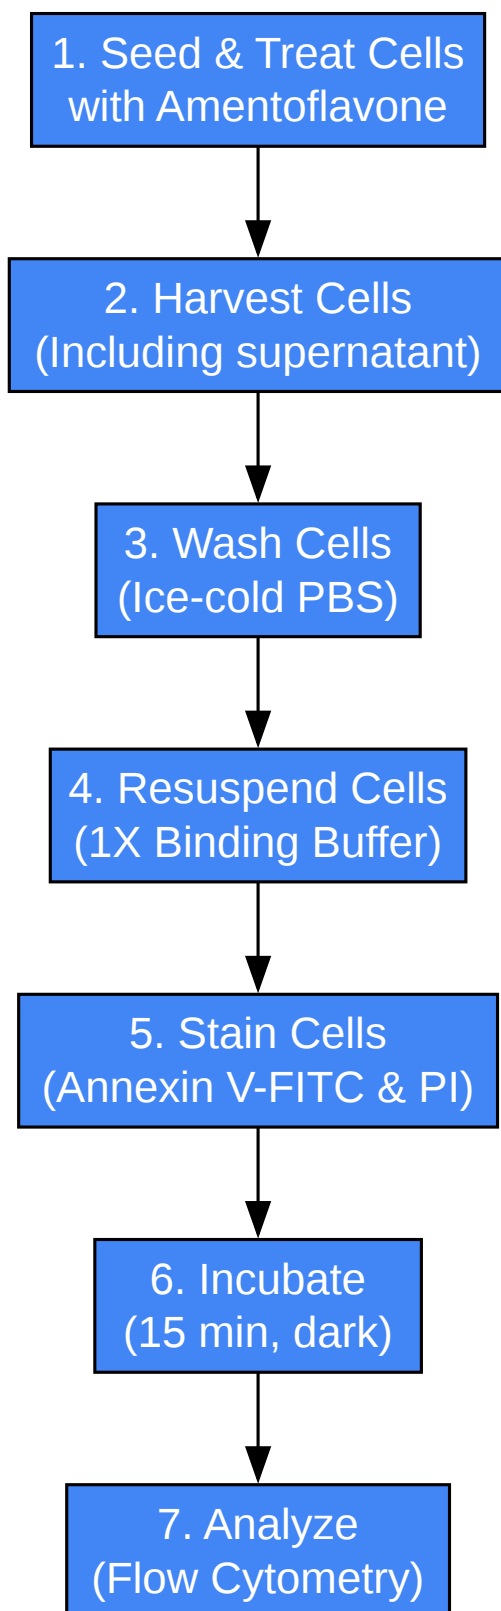 1. Seed & Treat Cells
with Amentoflavone
2. Harvest Cells
(Including supernatant)
3. Wash Cells
(Ice-cold PBS)
4. Resuspend Cells
(1X Binding Buffer)
5. Stain Cells
(Annexin V-FITC & PI)
6. Incubate
(15 min, dark)
7. Analyze
(Flow Cytometry)